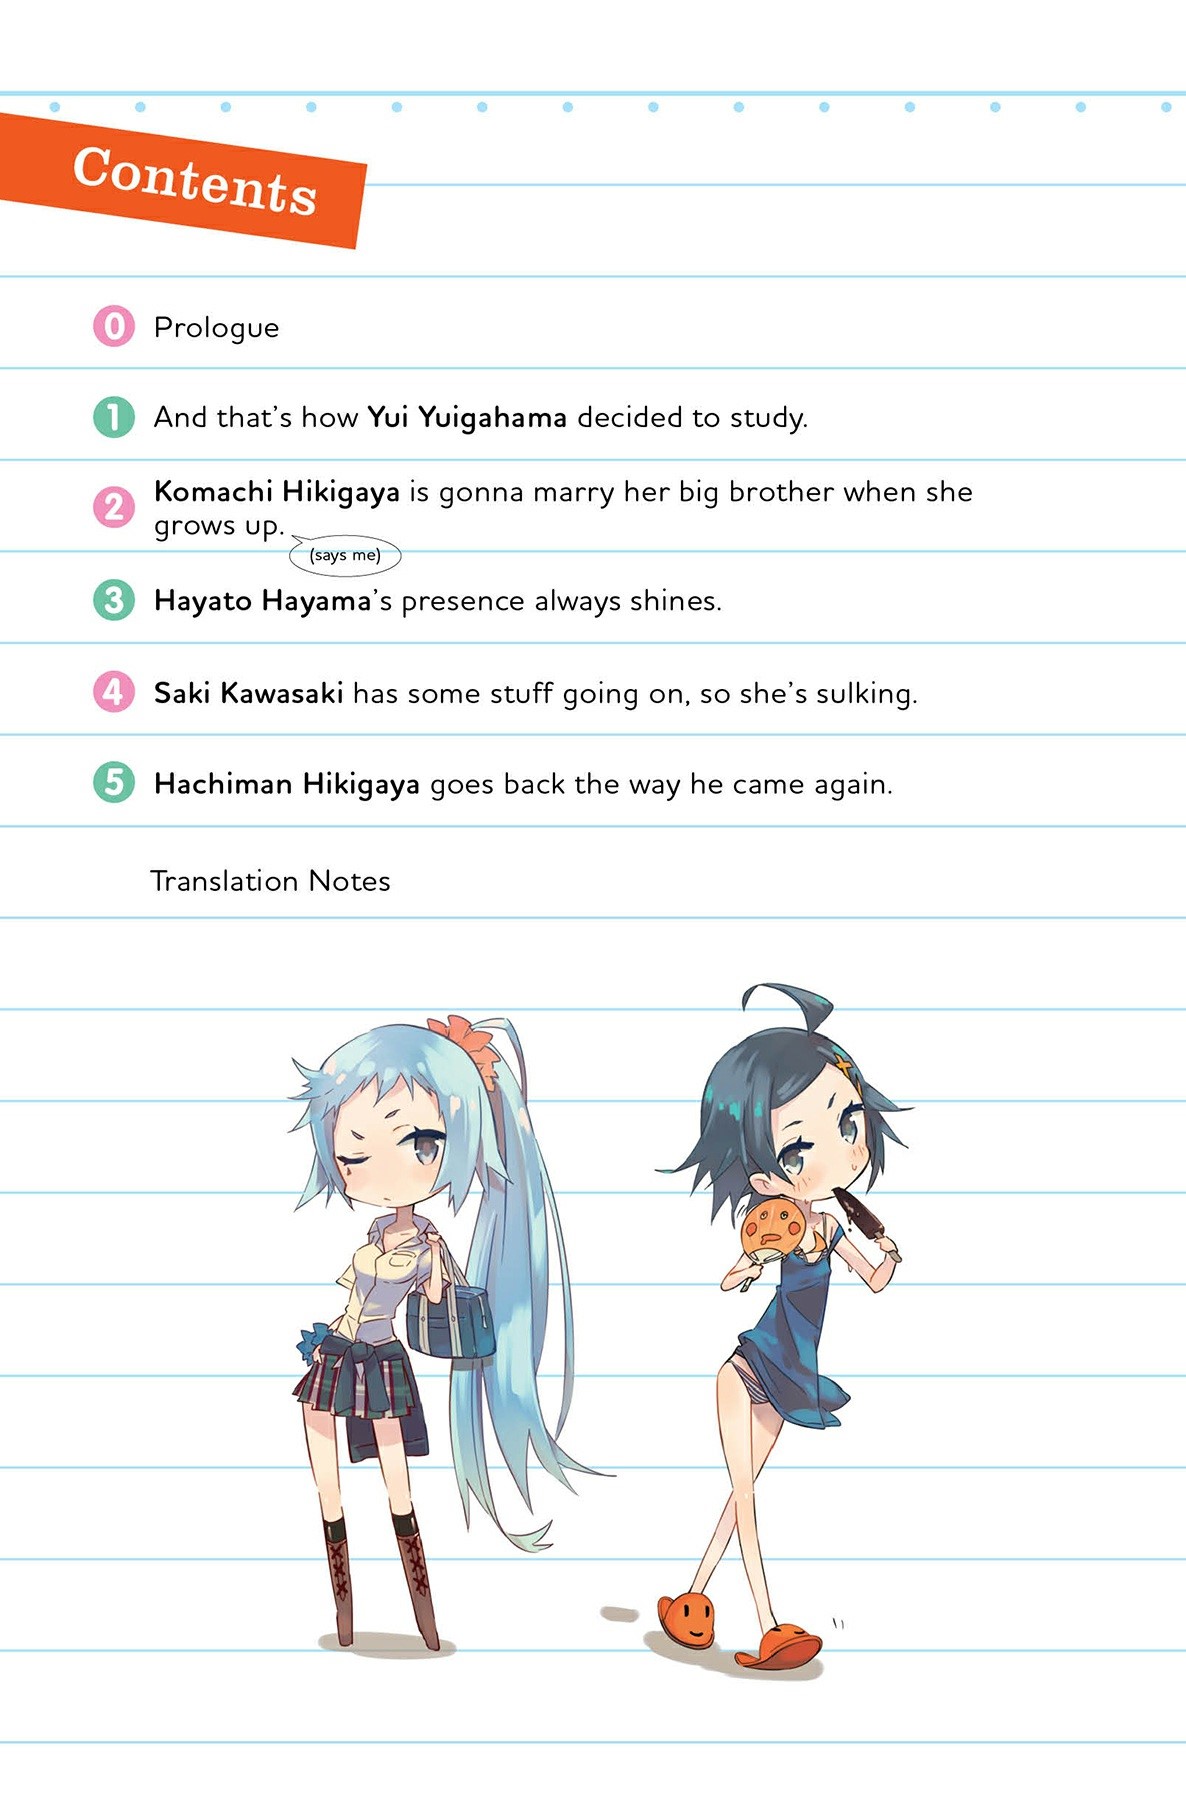 Contents
0 Prologue
1 And that's how Yui Yuigahama decided to study.
2 Komachi Hikigaya is gonna marry her big brother when she
grows up.
(says me)
3 Hayato Hayama's presence always shines.
4 Saki Kawasaki has some stuff going on, so she's sulking.
5 Hachiman Hikigaya goes back the way he came again.
Translation Notes